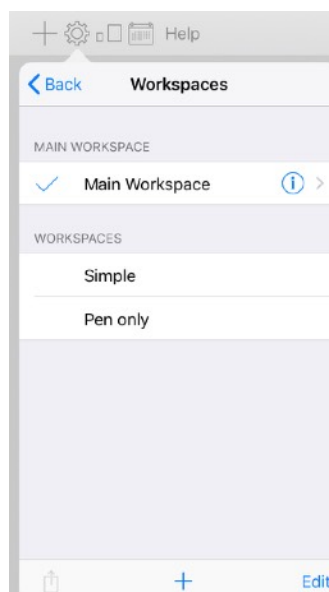 Help
Back Workspaces
MAIN WORKSPACE
Main Workspace
WORKSPACES
Simple
Pen only
Edit